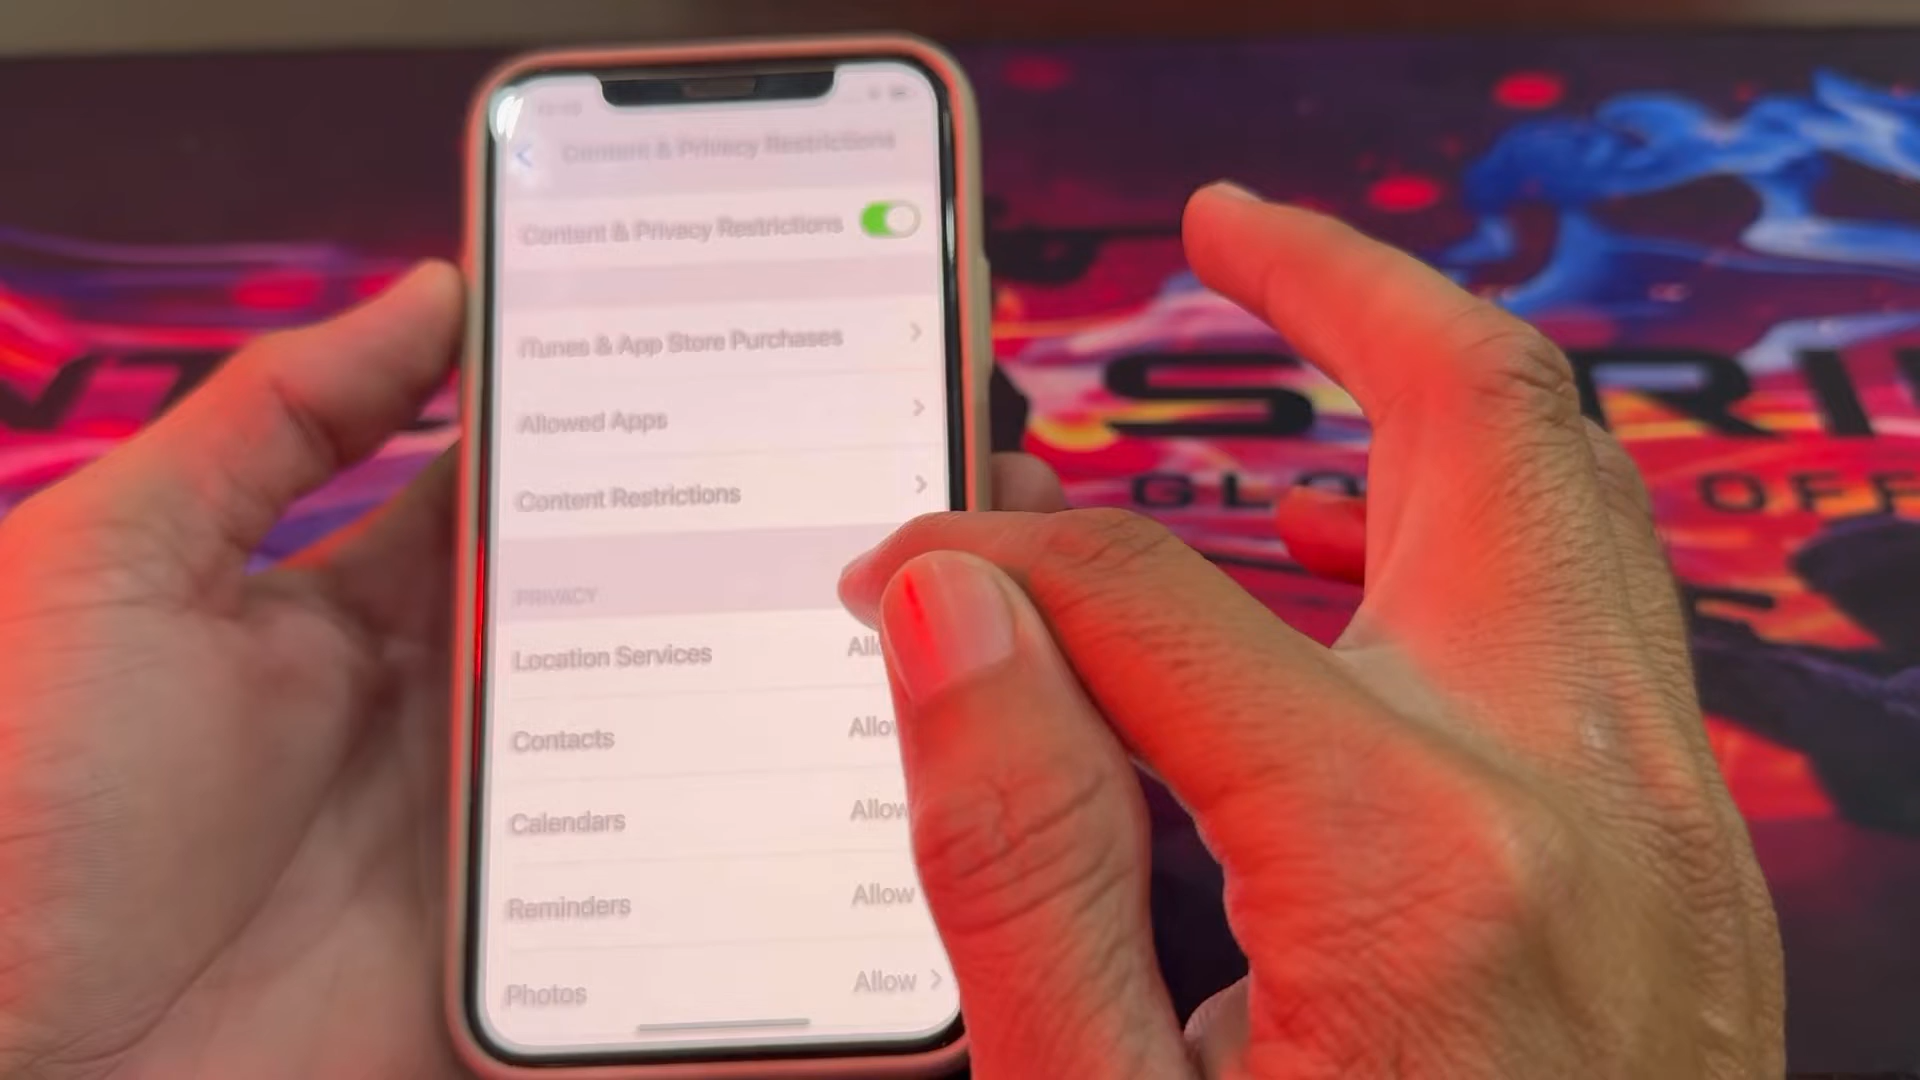 Content & Privacy Restrictions
Content & Privacy Restrictions
iTunes & App Store Purchases
Allowed Apps
Content Restrictions
PRIVACY
Location Services
Contacts Allow
Calendars Allow
Reminders Allow
Photos Allow